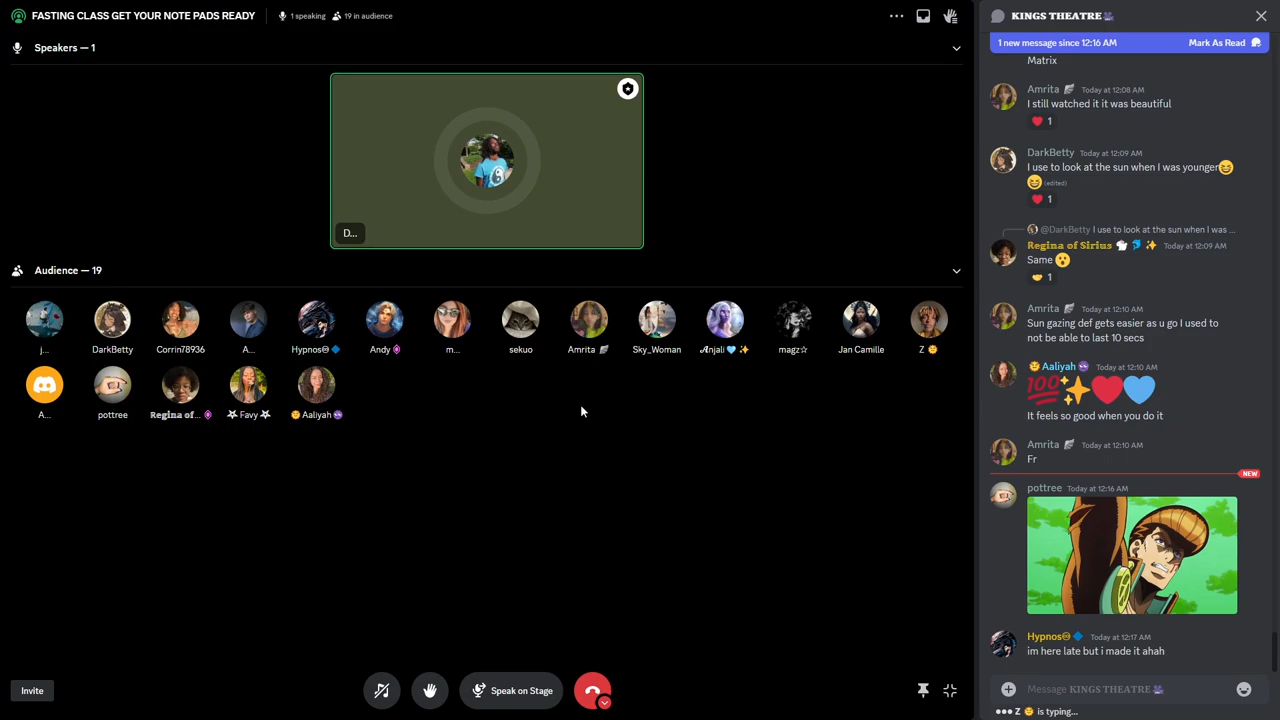 FASTING CLASS GET YOUR NOTE PADS READY
1 speaking
19 in audience
Speakers — 1
D...
Audience — 19
j...
DarkBetty
Corrin78936
A...
Hypnos♾🔷
Andy
m...
sekuo
Amrita
Sky_Woman
𝓐njali🩵✨
magz☆
Jan Camille
Z 🌞
A...
pottree
𝐑𝐞𝐠𝐢𝐧𝐚 𝐨𝐟...
⛧ Favy ⛧
🌞Aaliyah
Invite
Speak on Stage
KINGS THEATRE
1 new message since 12:16 AM
Mark As Read
Matrix
Amrita Today at 12:08 AM
I still watched it it was beautiful
❤️ 1
DarkBetty Today at 12:09 AM
I use to look at the sun when I was younger😆
😆 (edited)
❤️ 1
@DarkBetty I use to look at the sun when I was ...
𝐑𝐞𝐠𝐢𝐧𝐚 𝐨𝐟 𝐒𝐢𝐫𝐢𝐮𝐬 Today at 12:09 AM
Same 😮
🤝 1
Amrita Today at 12:10 AM
Sun gazing def gets easier as u go I used to
not be able to last 10 secs
🌞Aaliyah Today at 12:10 AM
💯✨❤️💙
It feels so good when you do it
Amrita Today at 12:10 AM
Fr
NEW
pottree Today at 12:16 AM
Hypnos♾🔷 Today at 12:17 AM
im here late but i made it ahah
Message KINGS THEATRE
Z 🌞 is typing...